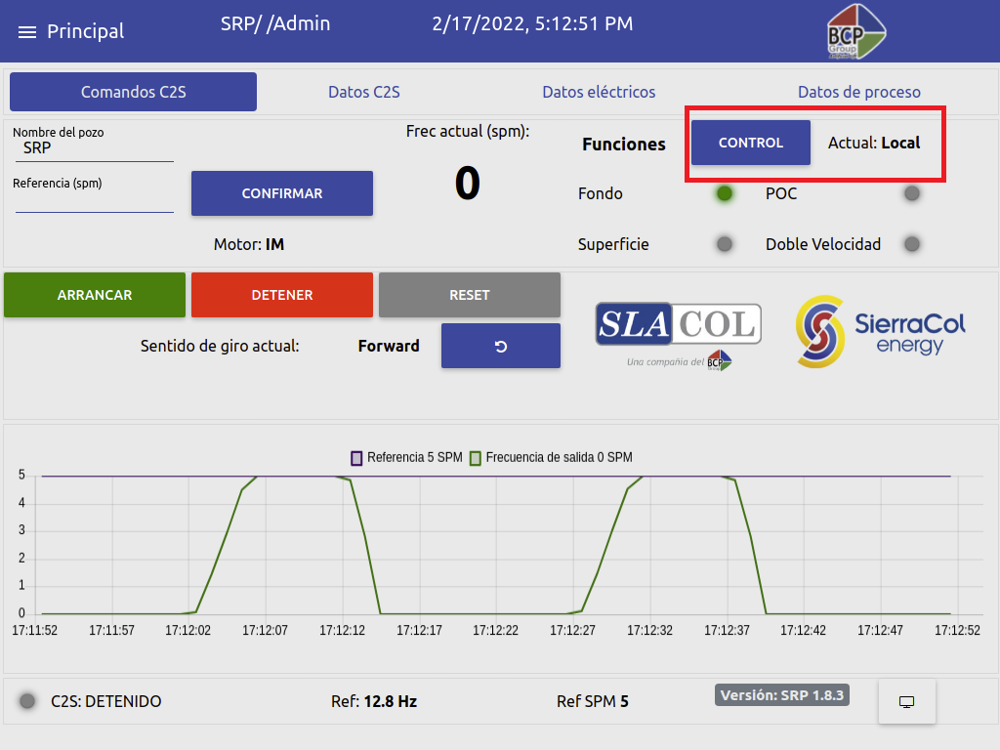 Principal
SRP/ /Admin
2/17/2022, 5:12:51 PM
BCP
Group
Comandos C2S
Datos C2S
Datos eléctricos
Datos de proceso
Nombre del pozo
SRP
Referencia (spm)
CONFIRMAR
Motor: IM
Frec actual (spm):
0
Funciones
CONTROL
Actual: Local
Fondo
POC
Superficie
Doble Velocidad
ARRANCAR
DETENER
RESET
Sentido de giro actual:
Forward
SLACOL
Una compañia del BCP
SierraCol
energy
Referencia 5 SPM
Frecuencia de salida 0 SPM
5
4
3
2
1
0
17:11:52 17:11:57 17:12:02 17:12:07 17:12:12 17:12:17 17:12:22 17:12:27 17:12:32 17:12:37 17:12:42 17:12:47 17:12:52
C2S: DETENIDO
Ref: 12.8 Hz
Ref SPM 5
Versión: SRP 1.8.3